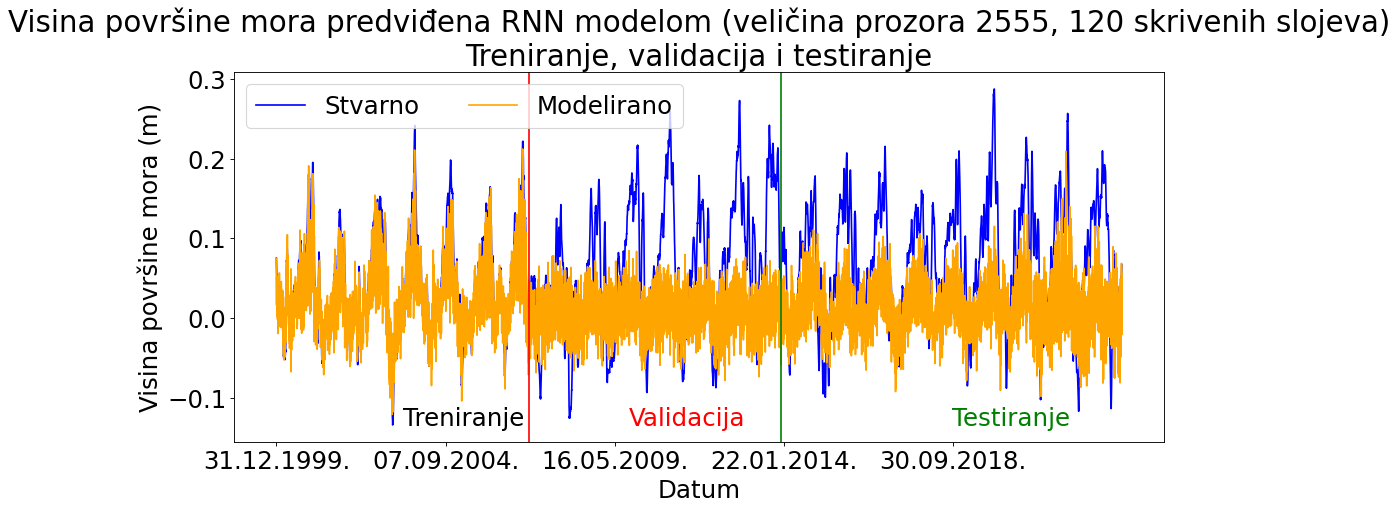 Visina površine mora predviđena RNN modelom (veličina prozora 2555, 120 skrivenih slojeva)
Treniranje, validacija i testiranje
Stvarno
Modelirano
Visina površine mora (m)
0.3
0.2
0.1
0.0
−0.1
Treniranje
Validacija
Testiranje
31.12.1999.
07.09.2004.
16.05.2009.
22.01.2014.
30.09.2018.
Datum